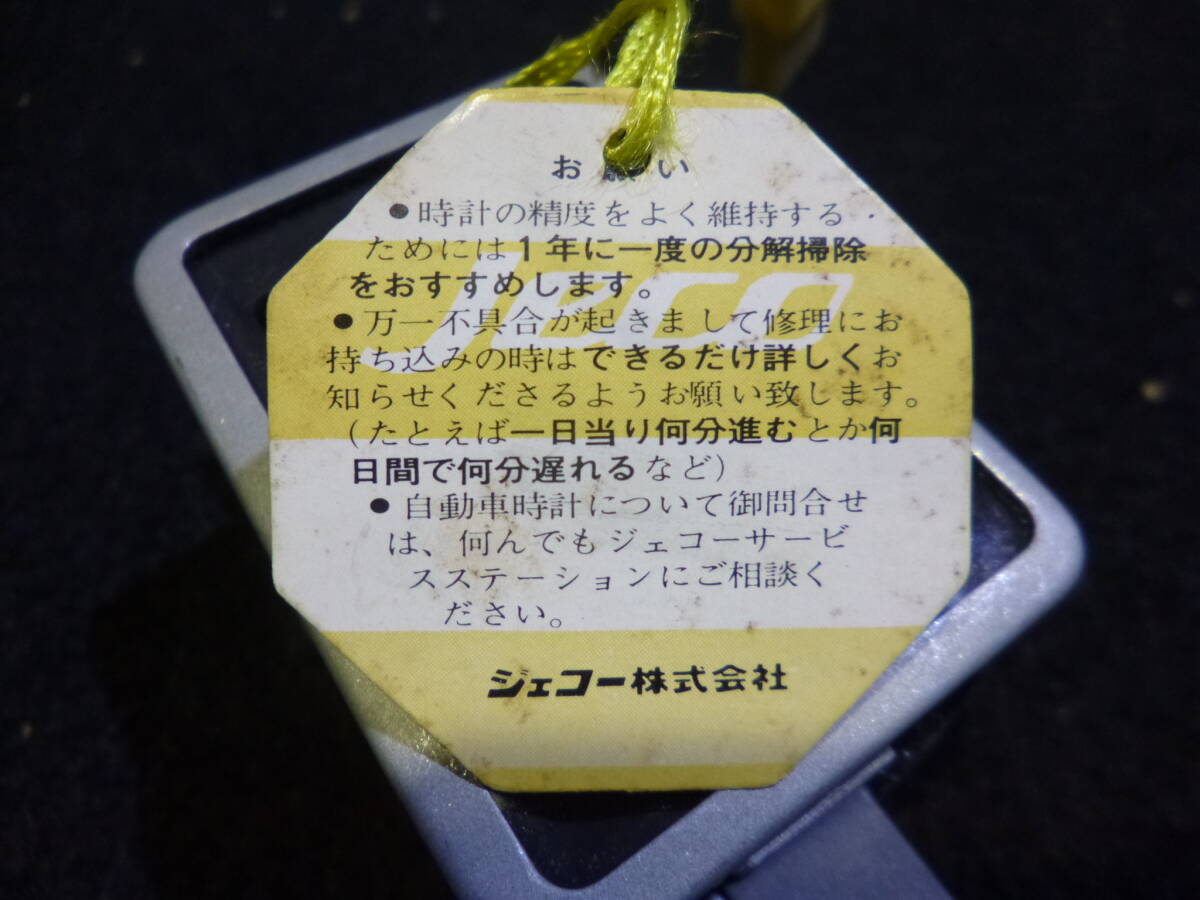 お願い
●時計の精度をよく維持する
ためには1年に一度の分解掃除
をおすすめします。
Jeco
●万一不具合が起きまして修理にお
持ち込みの時はできるだけ詳しくお
知らせくださるようお願い致します。
(たとえば一日当り何分進むとか何
日間で何分遅れるなど)
●自動車時計について御問合せ
は、何んでもジェコーサービ
スステーションにご相談く
ださい。
ジェコー株式会社